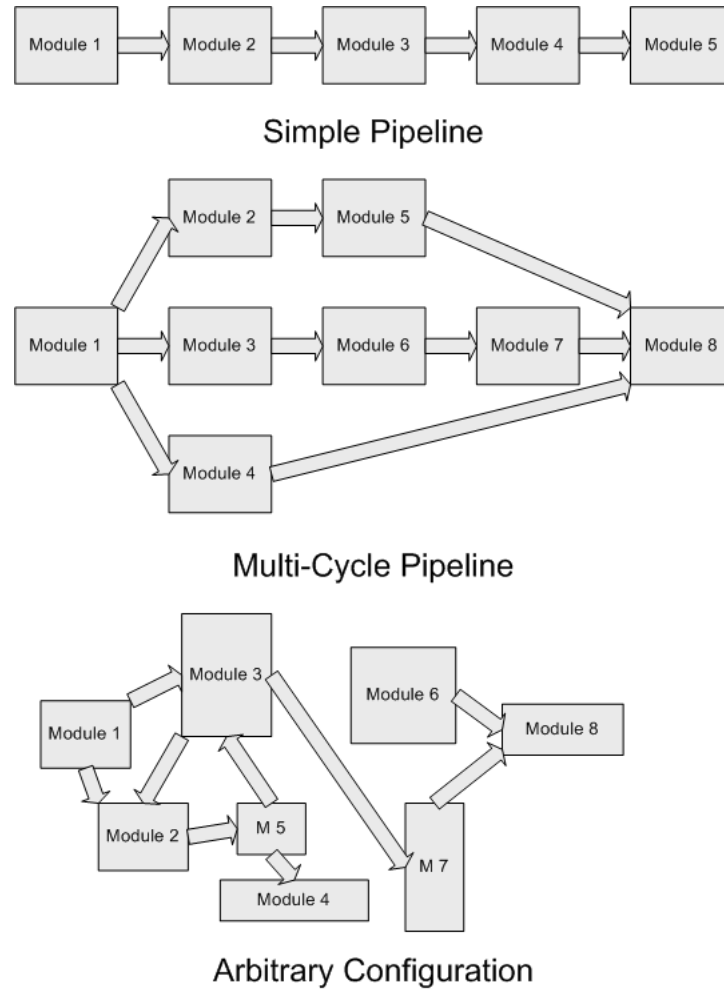 Module 1
Module 2
Module 3
Module 4
Module 5
Simple Pipeline
Module 2
Module 5
Module 1
Module 3
Module 6
Module 7
Module 8
Module 4
Multi-Cycle Pipeline
Module 3
Module 6
Module 1
Module 8
Module 2
M 5
M 7
Module 4
Arbitrary Configuration